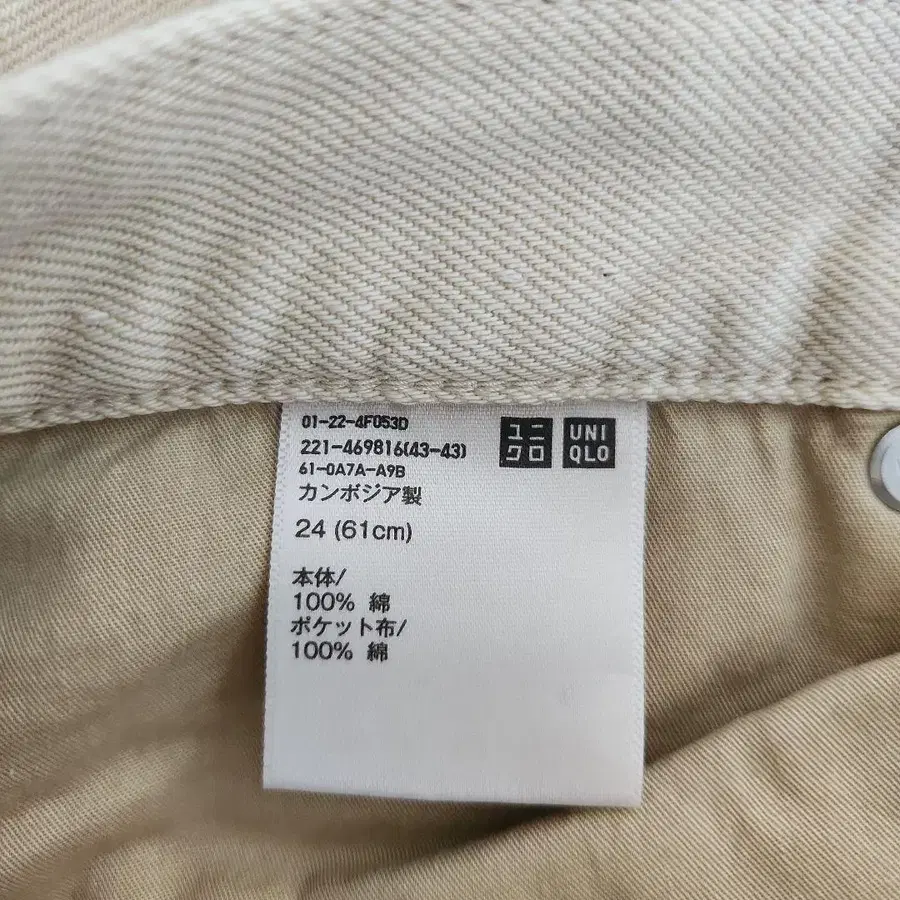 01-22-4F053D
221-469816(43-43)
61-0A7A-A9B
カンボジア製
24 (61cm)
本体/
100% 綿
ポケット布/
100% 綿
ユニ
クロ
UNI
QLO